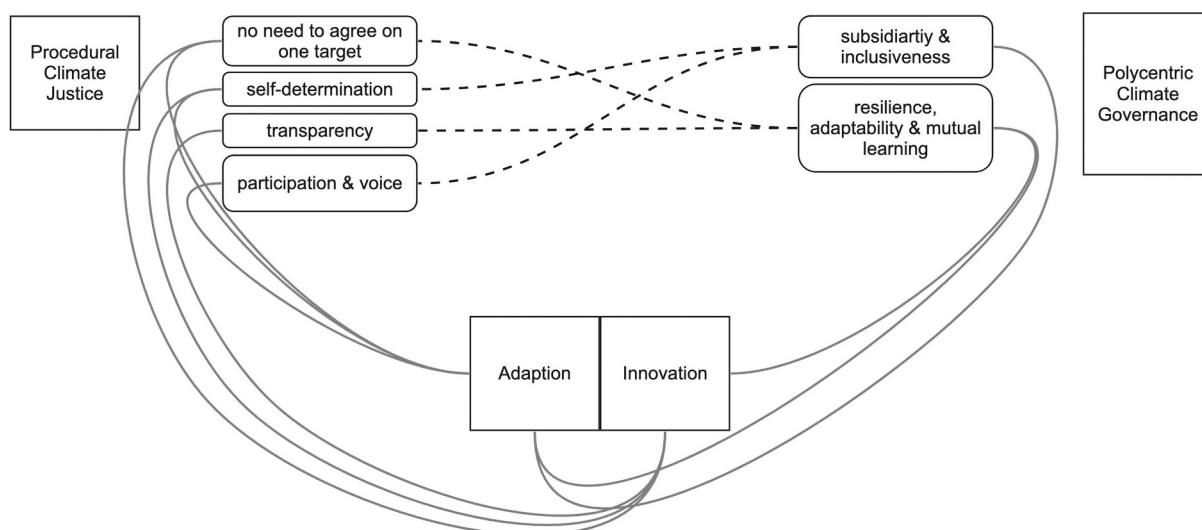 Procedural
Climate
Justice
no need to agree on
one target
self-determination
transparency
participation & voice
subsidiartiy &
inclusiveness
resilience,
adaptability & mutual
learning
Polycentric
Climate
Governance
Adaption
Innovation